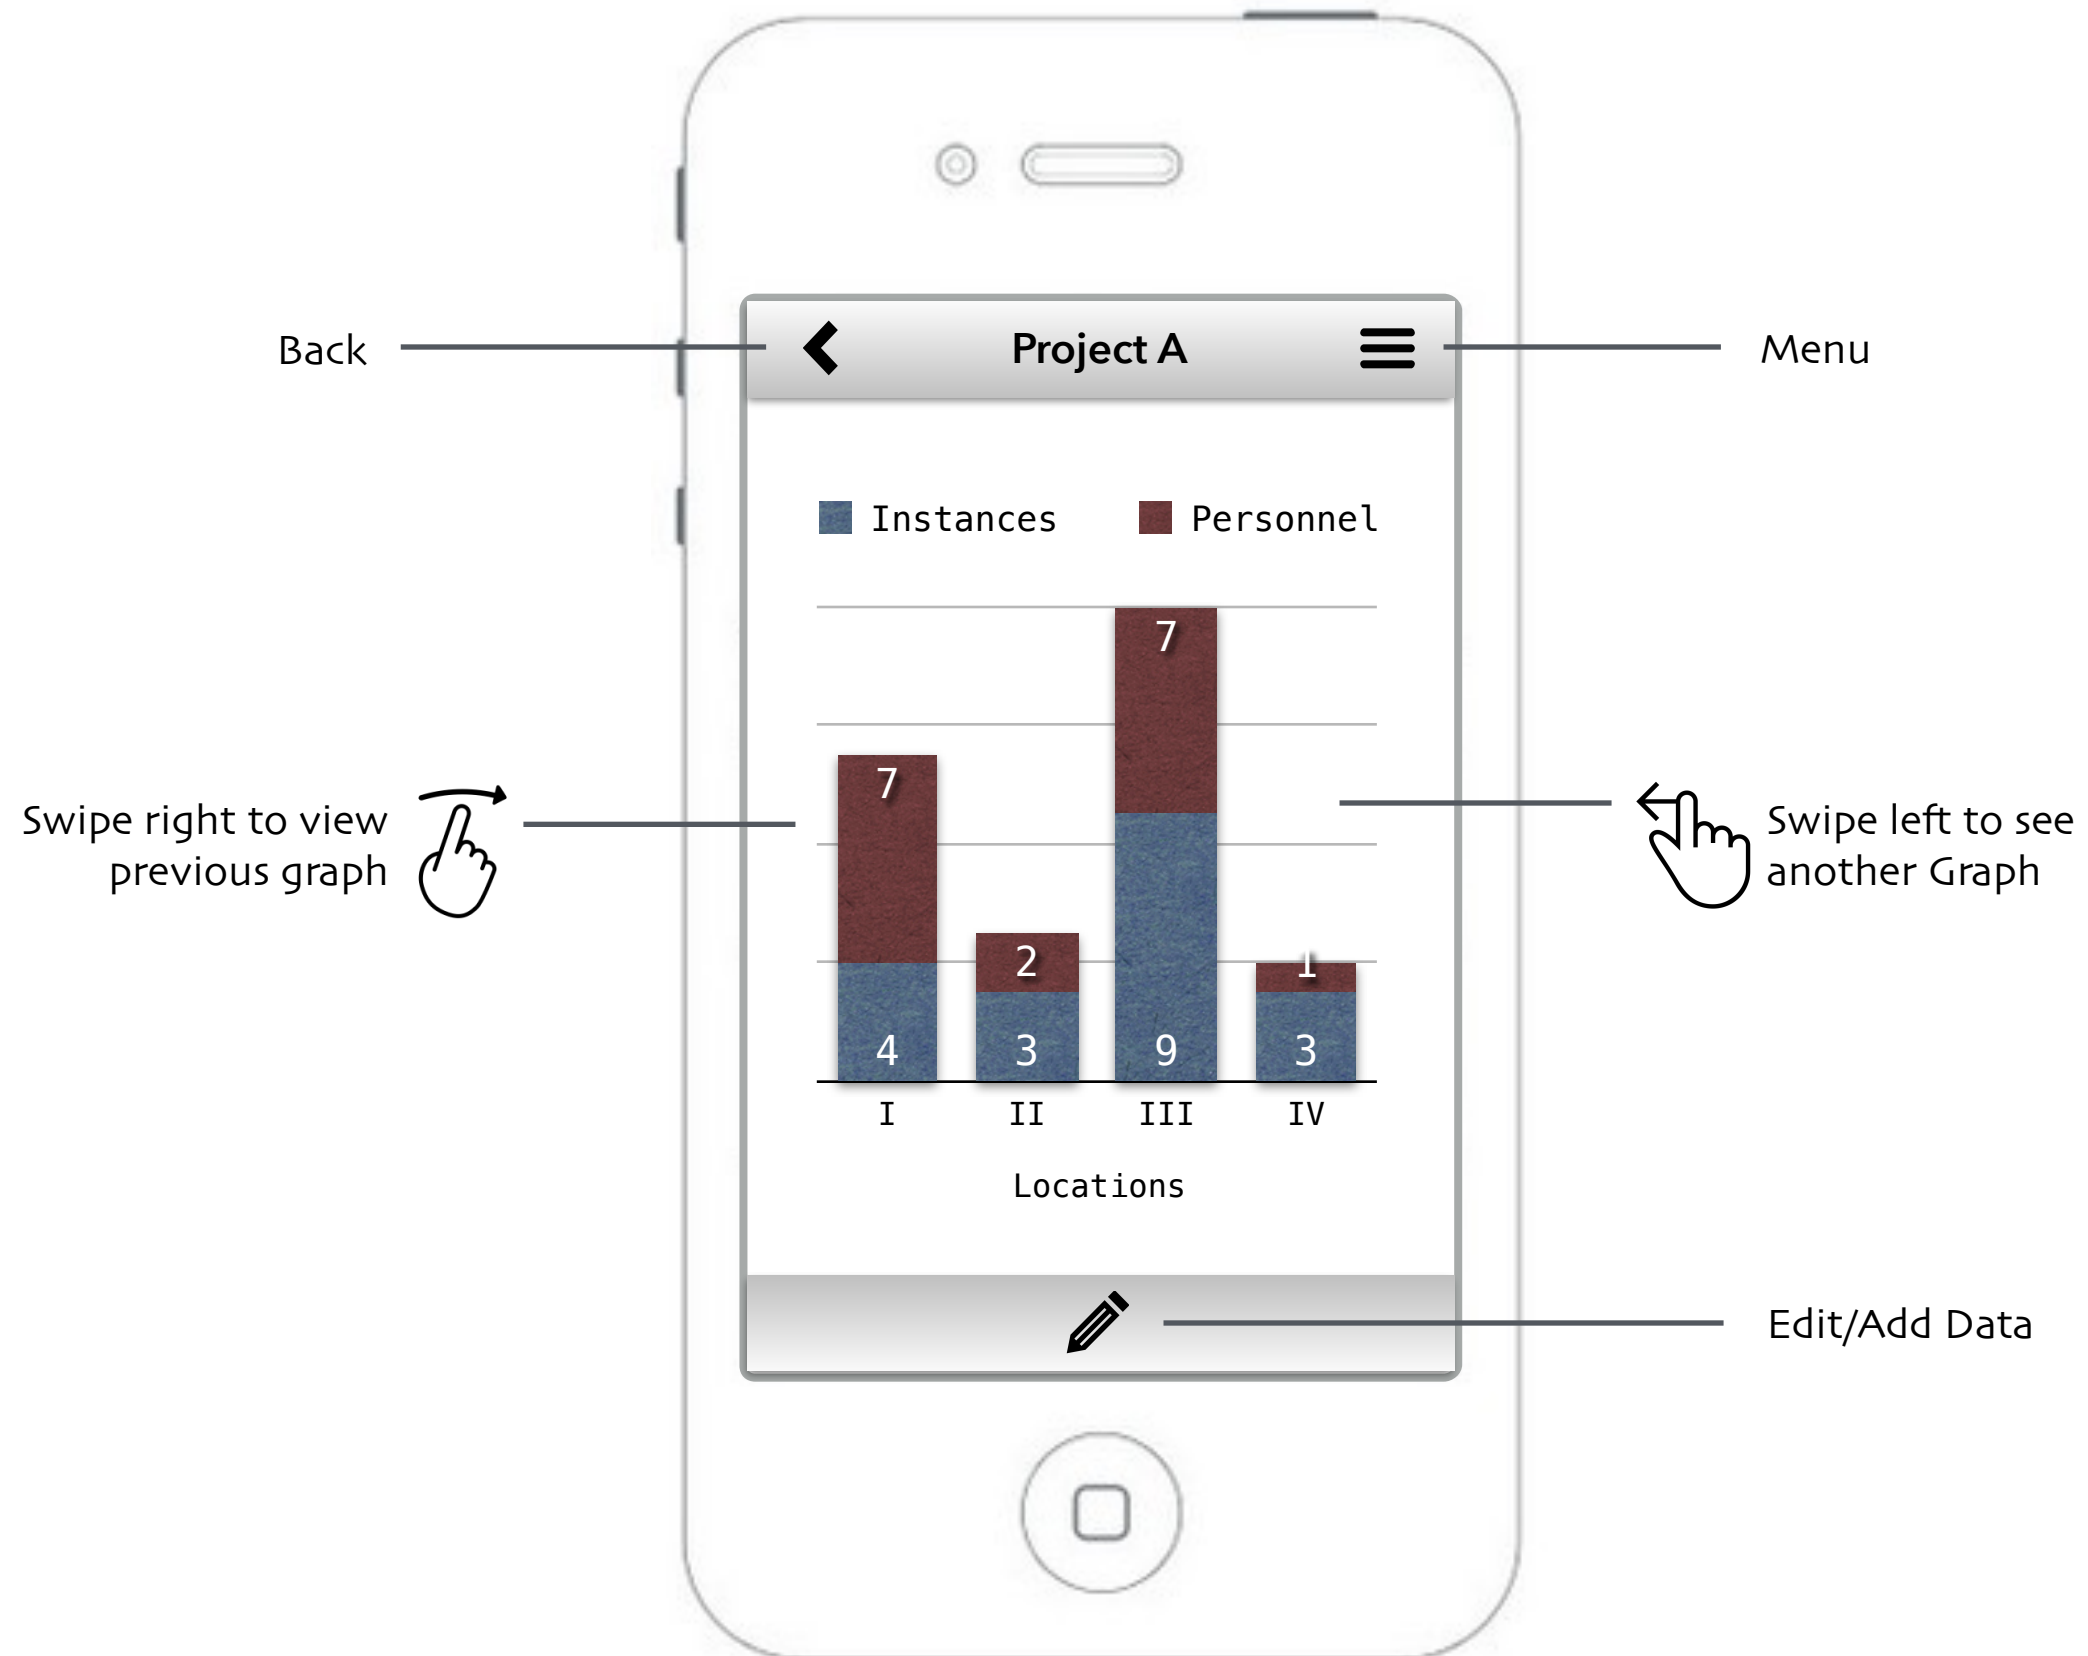 Back
Project A
Menu
Instances
Personnel
7
7
Swipe right to view
previous graph
Swipe left to see
another Graph
2
1
4
3
9
3
I
II
III
IV
Locations
Edit/Add Data